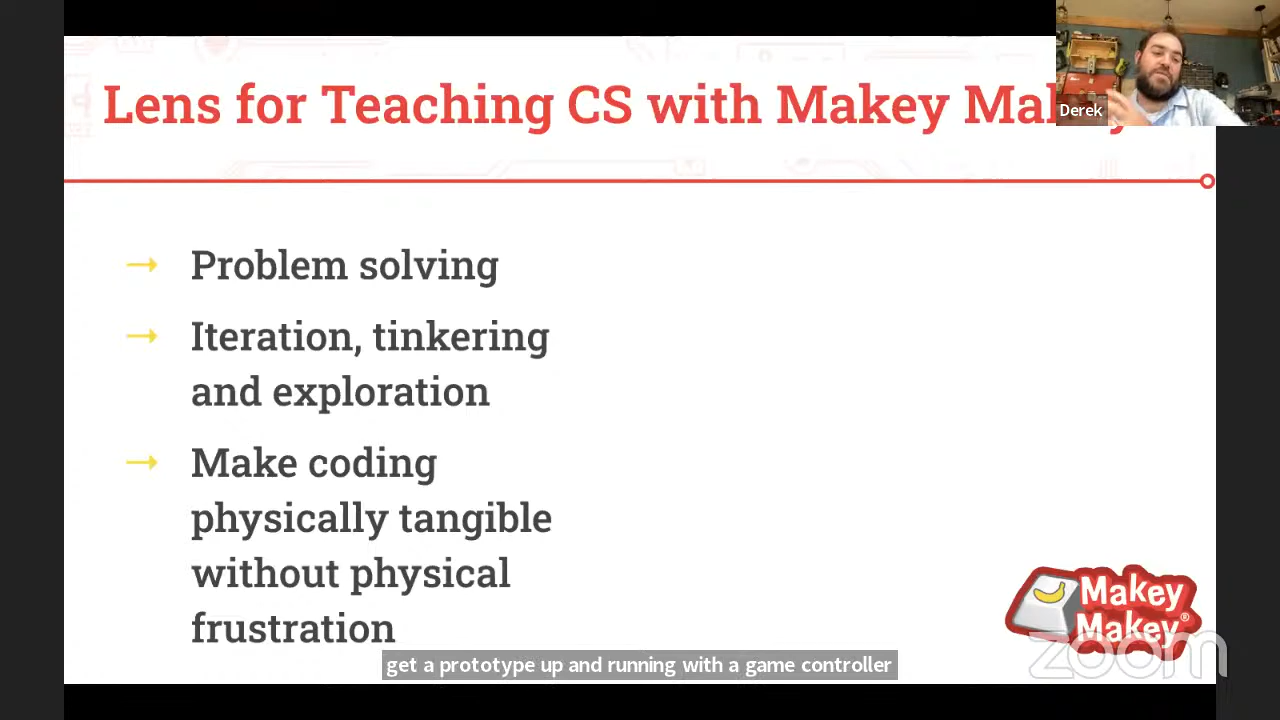 Lens for Teaching CS with Makey
Derek
→ Problem solving
→ Iteration, tinkering
and exploration
→ Make coding
physically tangible
without physical
frustration
Makey
Makey®
zoom
get a prototype up and running with a game controller